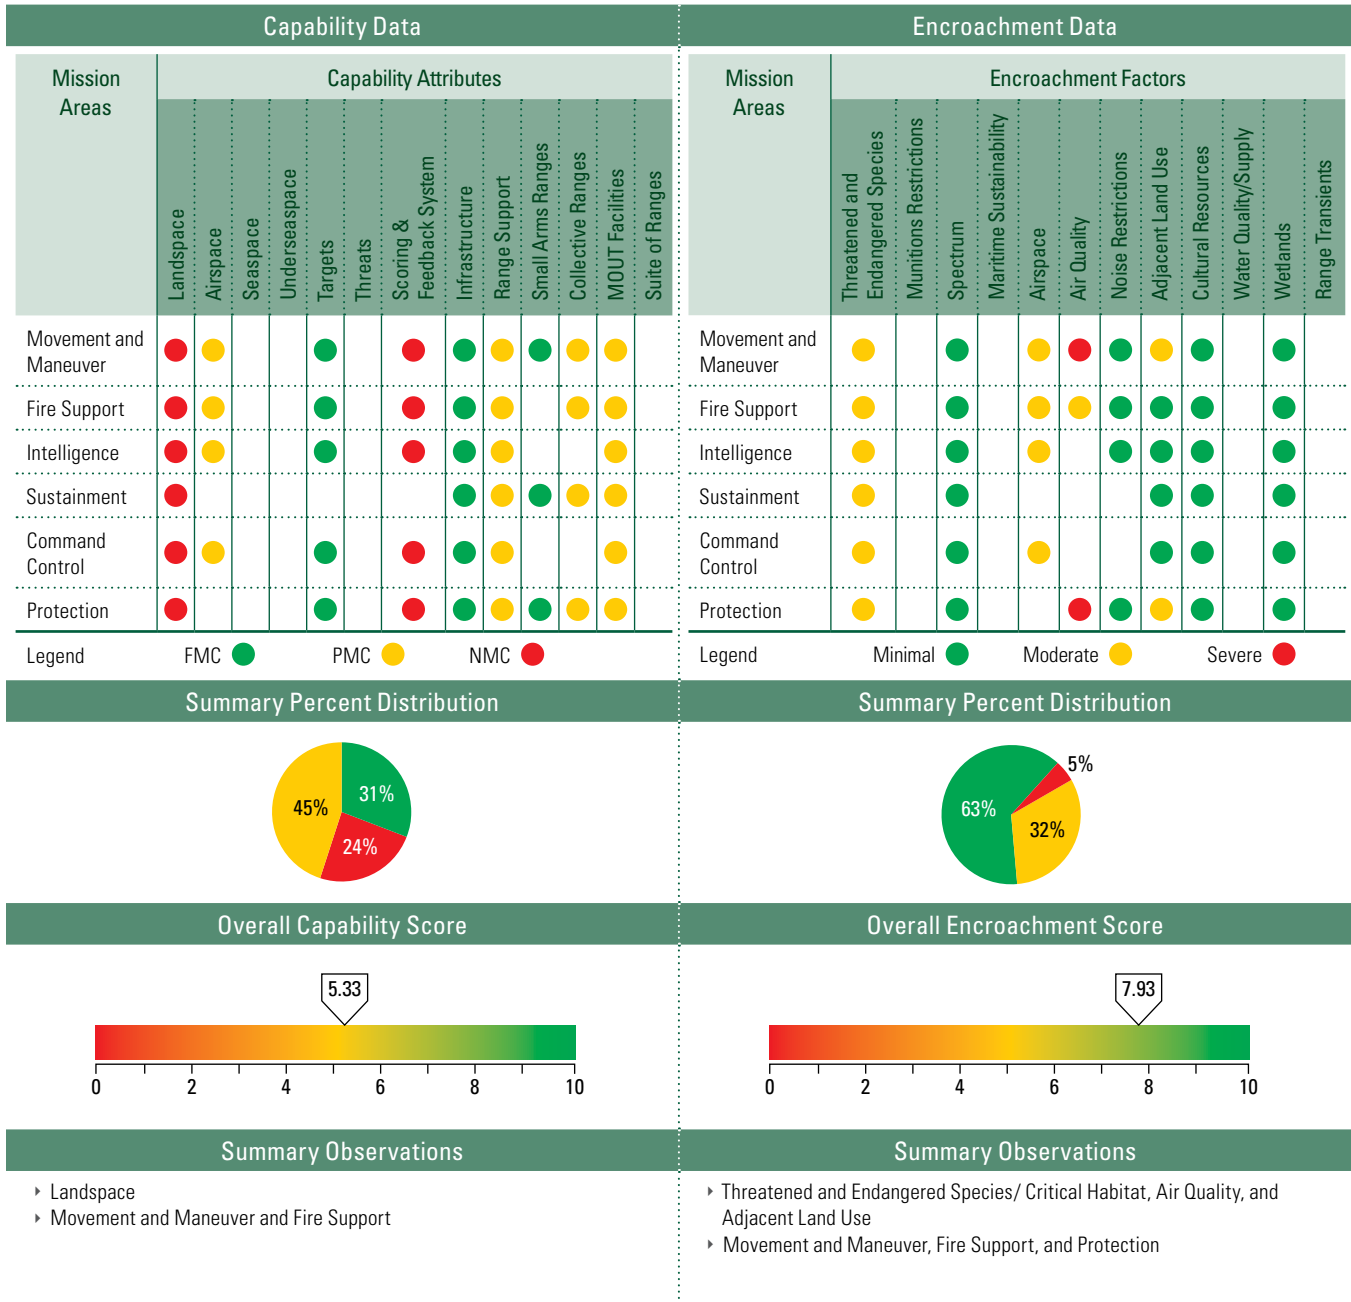 Capability Data
Mission
Areas
Capability Attributes
Landspace
Airspace
Seaspace
Underseaspace
Targets
Threats
Scoring &
Feedback System
Infrastructure
Range Support
Small Arms Ranges
Collective Ranges
MOUT Facilities
Suite of Ranges
Movement and
Maneuver
Fire Support
Intelligence
Sustainment
Command
Control
Protection
Legend
FMC
PMC
NMC
Summary Percent Distribution
45%
31%
24%
Overall Capability Score
5.33
0
2
4
6
8
10
Summary Observations
Landspace
Movement and Maneuver and Fire Support
Encroachment Data
Mission
Areas
Encroachment Factors
Threatened and
Endangered Species
Munitions Restrictions
Spectrum
Maritime Sustainability
Airspace
Air Quality
Noise Restrictions
Adjacent Land Use
Cultural Resources
Water Quality/Supply
Wetlands
Range Transients
Movement and
Maneuver
Fire Support
Intelligence
Sustainment
Command
Control
Protection
Legend
Minimal
Moderate
Severe
Summary Percent Distribution
5%
63%
32%
Overall Encroachment Score
7.93
0
2
4
6
8
10
Summary Observations
Threatened and Endangered Species/ Critical Habitat, Air Quality, and
Adjacent Land Use
Movement and Maneuver, Fire Support, and Protection